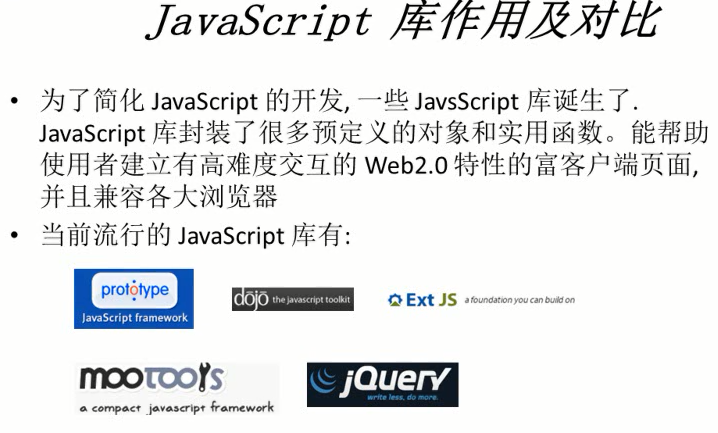 JavaScript 库作用及对比
• 为了简化 JavaScript 的开发, 一些 JavsScript 库诞生了.
JavaScript 库封装了很多预定义的对象和实用函数。能帮助
使用者建立有高难度交互的 Web2.0 特性的富客户端页面,
并且兼容各大浏览器
• 当前流行的 JavaScript 库有:
prototype
JavaScript framework
dōjō the javascript toolkit
Ext JS a foundation you can build on
mootools
a compact javascript framework
jQuery
write less, do more.